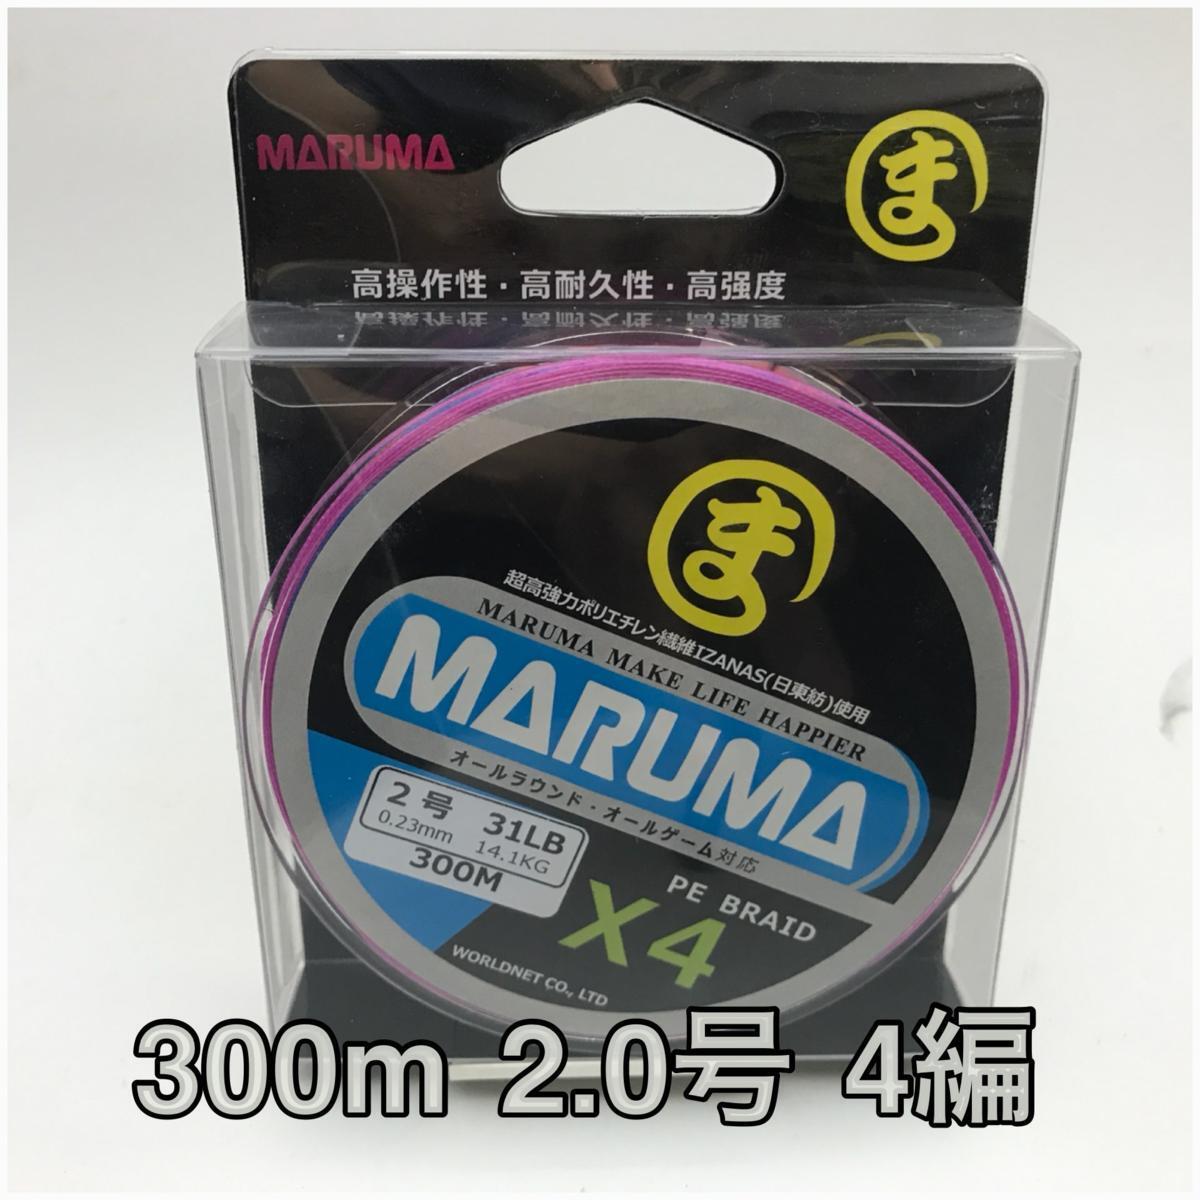 MARUMA
ま
高操作性・高耐久性・高强度
ま
超高強力ポリエチレン繊維IZANAS(日東紡)使用
MARUMA MAKE LIFE HAPPIER
MARUMA
オールラウンド・オールゲーム対応
2号 31LB
0.23mm 14.1KG
300M
PE BRAID
X4
WORLDNET CO., LTD
300m 2.0号 4編